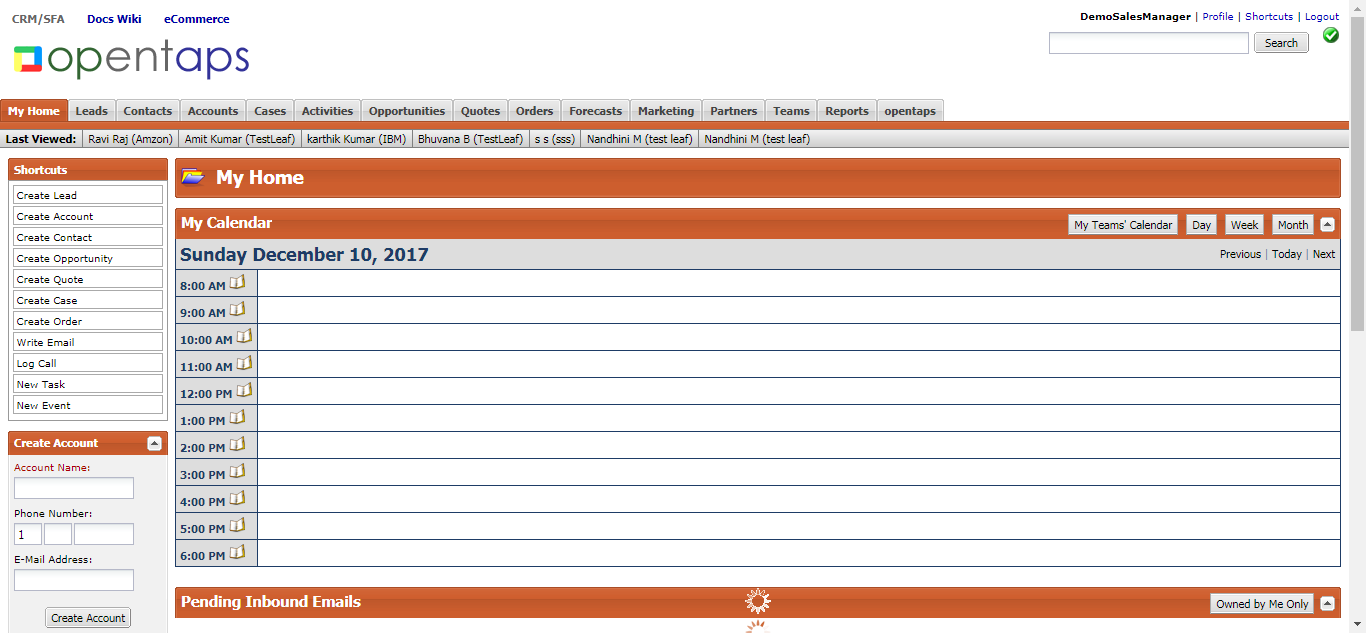 CRM/SFA Docs Wiki eCommerce
DemoSalesManager | Profile | Shortcuts | Logout
opentaps
Search
My Home Leads Contacts Accounts Cases Activities Opportunities Quotes Orders Forecasts Marketing Partners Teams Reports opentaps
Last Viewed: Ravi Raj (Amzon) Amit Kumar (TestLeaf) karthik Kumar (IBM) Bhuvana B (TestLeaf) s s (sss) Nandhini M (test leaf) Nandhini M (test leaf)
Shortcuts
Create Lead
Create Account
Create Contact
Create Opportunity
Create Quote
Create Case
Create Order
Write Email
Log Call
New Task
New Event
Create Account
Account Name:
Phone Number:
1
E-Mail Address:
Create Account
My Home
My Calendar
My Teams' Calendar Day Week Month
Sunday December 10, 2017
Previous | Today | Next
8:00 AM
9:00 AM
10:00 AM
11:00 AM
12:00 PM
1:00 PM
2:00 PM
3:00 PM
4:00 PM
5:00 PM
6:00 PM
Pending Inbound Emails
Owned by Me Only